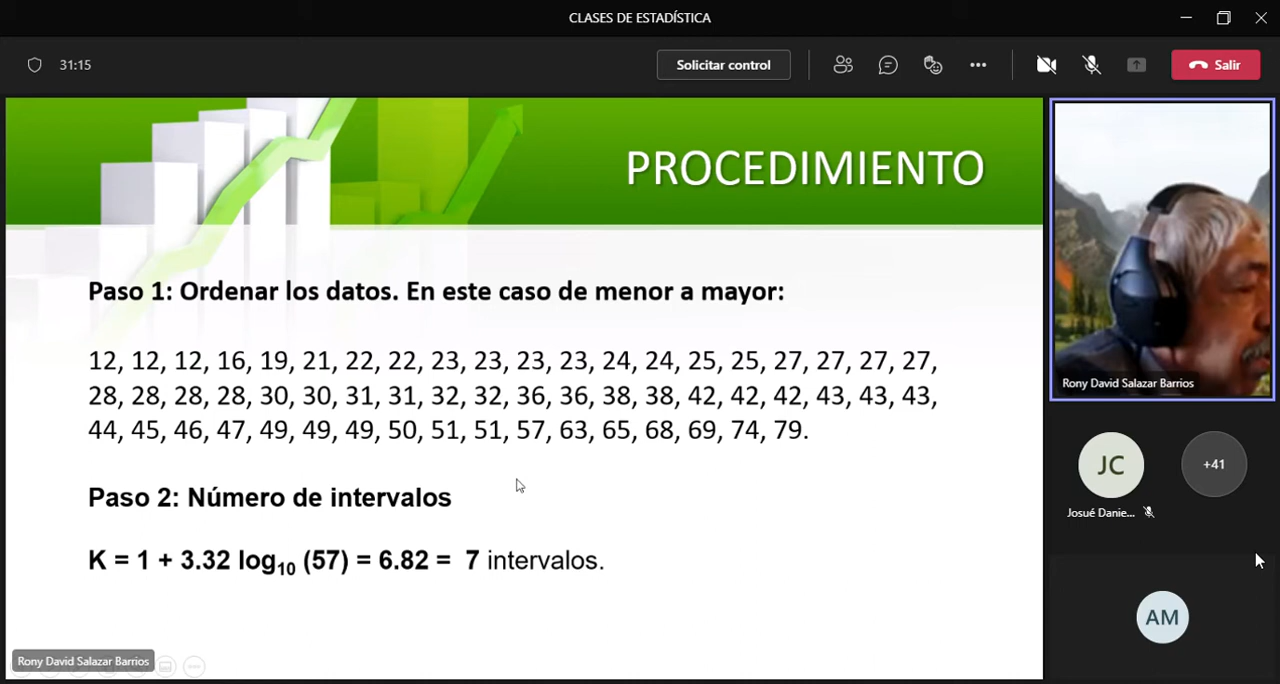 CLASES DE ESTADÍSTICA
31:15
Solicitar control
Salir
PROCEDIMIENTO
Paso 1: Ordenar los datos. En este caso de menor a mayor:
12, 12, 12, 16, 19, 21, 22, 22, 23, 23, 23, 23, 24, 24, 25, 25, 27, 27, 27, 27,
28, 28, 28, 28, 30, 30, 31, 31, 32, 32, 36, 36, 38, 38, 42, 42, 42, 43, 43, 43,
44, 45, 46, 47, 49, 49, 49, 50, 51, 51, 57, 63, 65, 68, 69, 74, 79.
Paso 2: Número de intervalos
K = 1 + 3.32 log₁₀ (57) = 6.82 = 7 intervalos.
Rony David Salazar Barrios
Rony David Salazar Barrios
JC
+41
Josué Danie...
AM